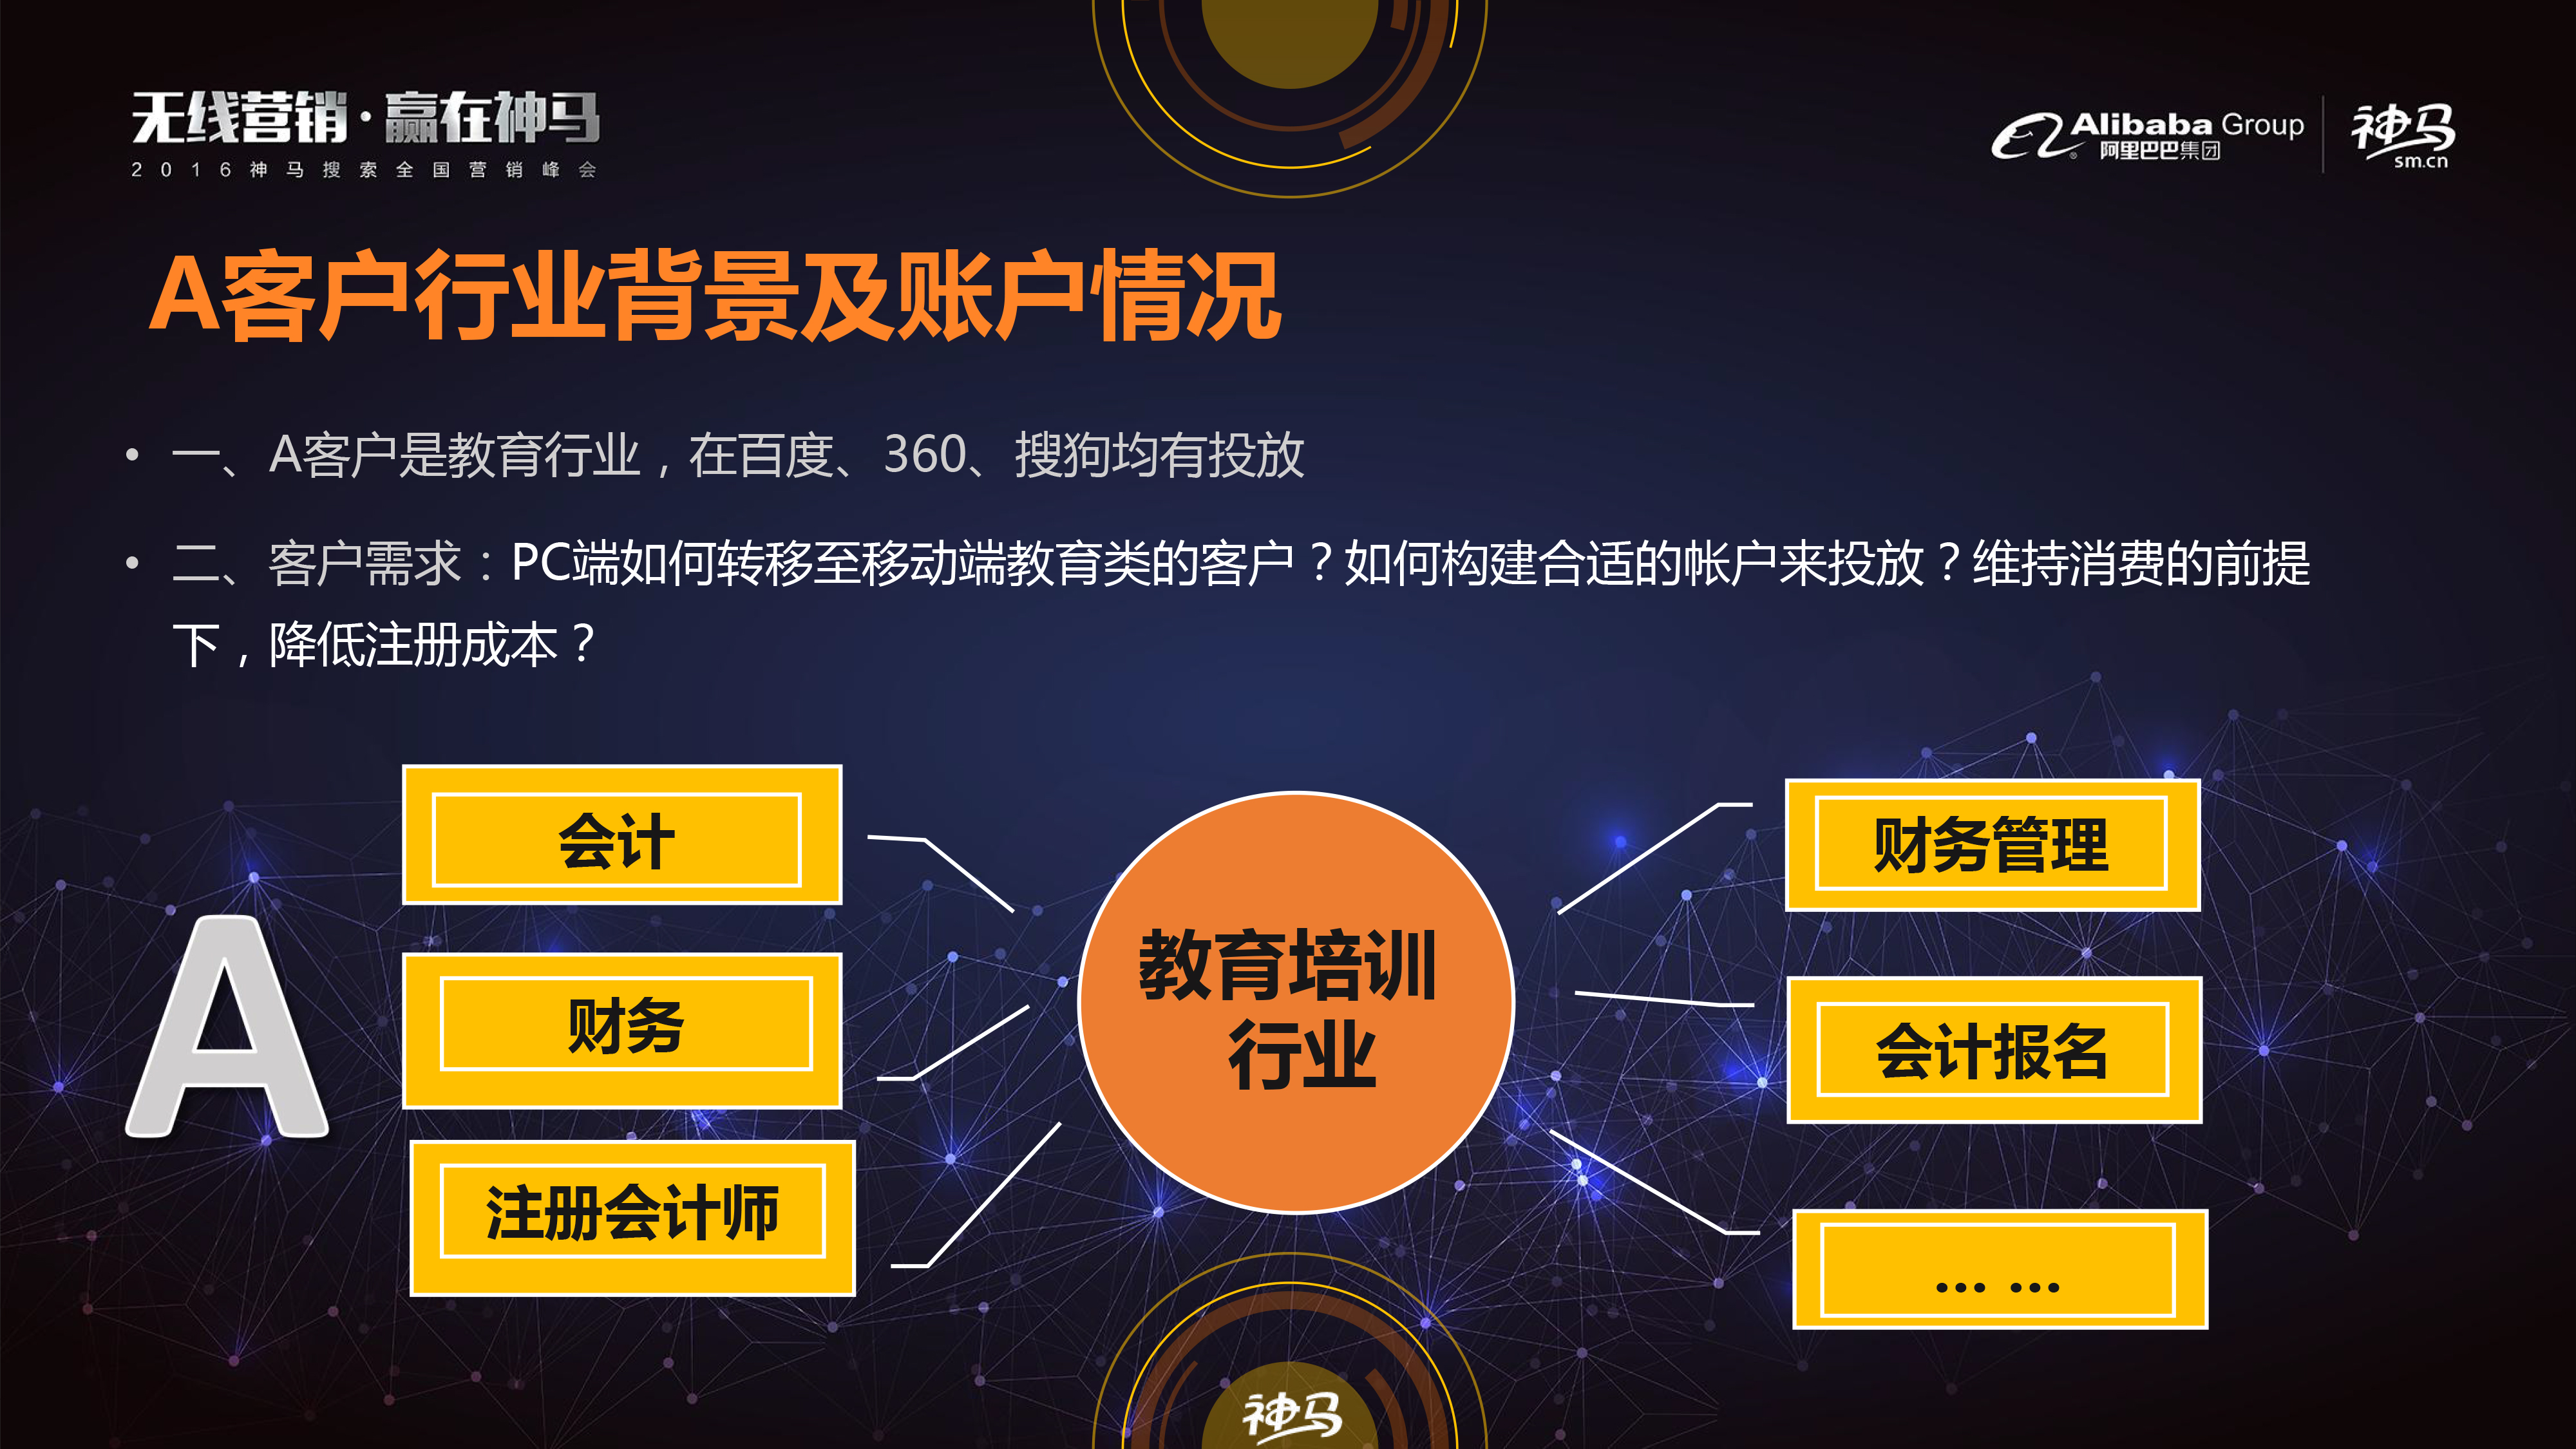 无线营销·赢在神马
2016神马搜索全国营销峰会
Alibaba Group
阿里巴巴集团
神马
sm.cn
A客户行业背景及账户情况
• 一、A客户是教育行业，在百度、360、搜狗均有投放
• 二、客户需求：PC端如何转移至移动端教育类的客户？如何构建合适的帐户来投放？维持消费的前提
下，降低注册成本？
A
会计
财务
注册会计师
教育培训
行业
财务管理
会计报名
... ...
神马